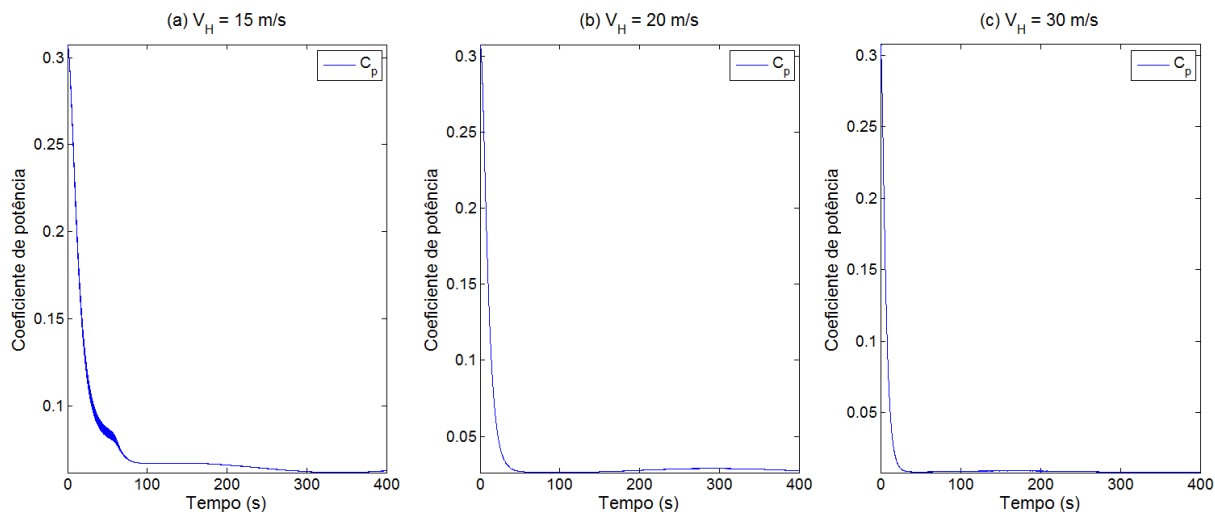 (a) V_H = 15 m/s
C_p
Coeficiente de potência
0.3
0.25
0.2
0.15
0.1
0
100
200
300
400
Tempo (s)
(b) V_H = 20 m/s
C_p
Coeficiente de potência
0.3
0.25
0.2
0.15
0.1
0.05
0
100
200
300
400
Tempo (s)
(c) V_H = 30 m/s
C_p
Coeficiente de potência
0.3
0.25
0.2
0.15
0.1
0.05
0
100
200
300
400
Tempo (s)